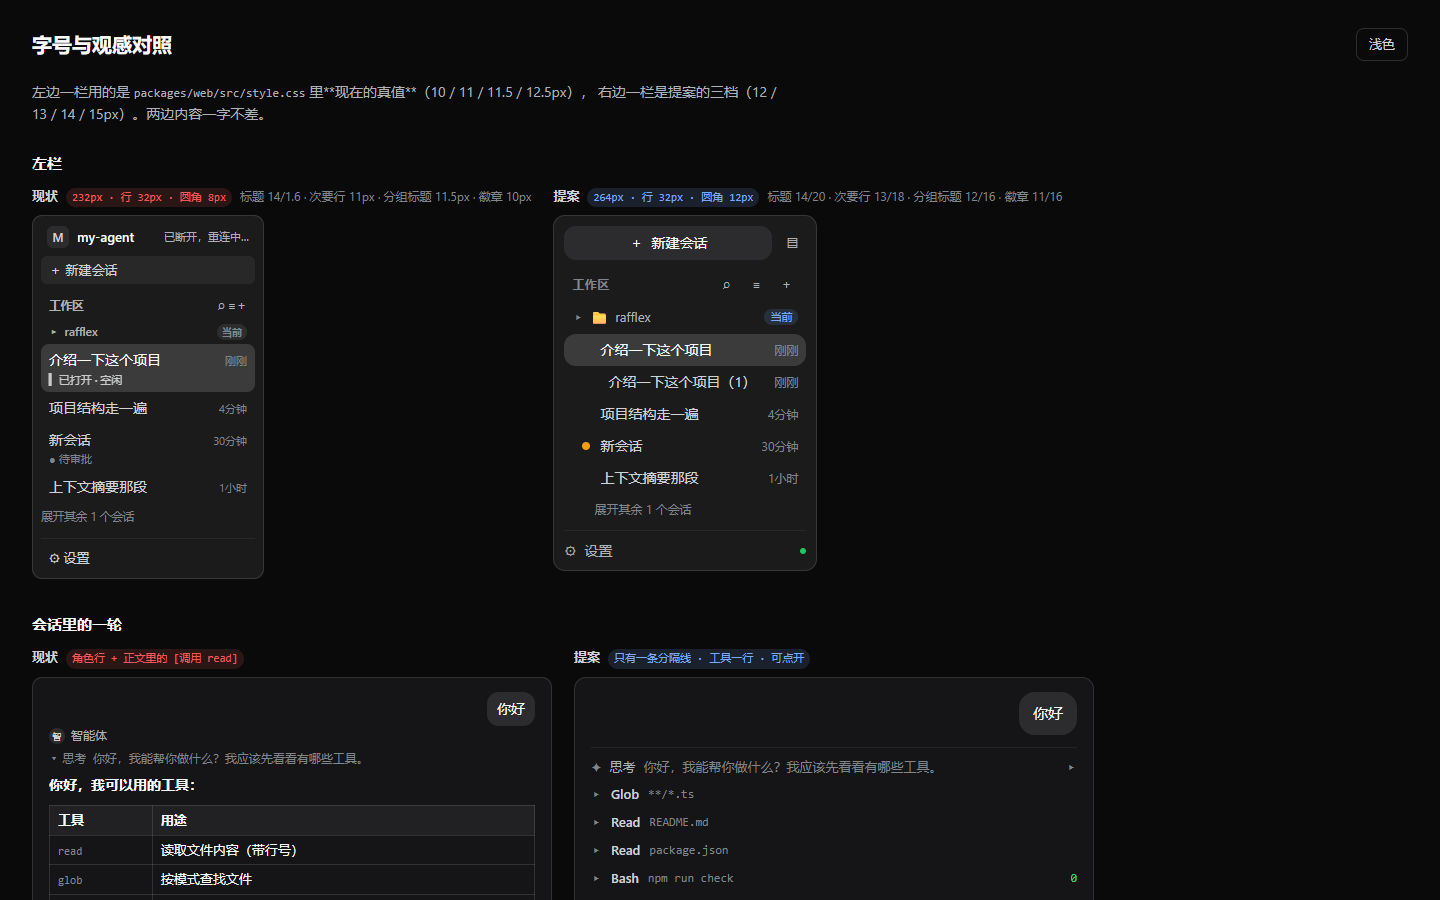 字号与观感对照
浅色
左边一栏用的是 packages/web/src/style.css 里**现在的真值**（10 / 11 / 11.5 / 12.5px），右边一栏是提案的三档（12 /
13 / 14 / 15px）。两边内容一字不差。
左栏
现状 232px · 行 32px · 圆角 8px 标题 14/1.6 · 次要行 11px · 分组标题 11.5px · 徽章 10px
M my-agent 已断开，重连中…
+ 新建会话
工作区 ⌕ ≡ +
▸ rafflex 当前
介绍一下这个项目 刚刚
已打开 · 空闲
项目结构走一遍 4分钟
新会话 30分钟
● 待审批
上下文摘要那段 1小时
展开其余 1 个会话
⚙ 设置
提案 264px · 行 32px · 圆角 12px 标题 14/20 · 次要行 13/18 · 分组标题 12/16 · 徽章 11/16
+ 新建会话 ▤
工作区 ⌕ ≡ +
▸ 📁 rafflex 当前
介绍一下这个项目 刚刚
介绍一下这个项目（1） 刚刚
项目结构走一遍 4分钟
新会话 30分钟
上下文摘要那段 1小时
展开其余 1 个会话
⚙ 设置
会话里的一轮
现状 角色行 + 正文里的 [调用 read]
你好
智 智能体
▾ 思考 你好，我能帮你做什么？我应该先看看有哪些工具。
你好，我可以用的工具：
工具 用途
read 读取文件内容（带行号）
glob 按模式查找文件
提案 只有一条分隔线 · 工具一行 · 可点开
你好
✦ 思考 你好，我能帮你做什么？我应该先看看有哪些工具。 ▸
▸ Glob **/*.ts
▸ Read README.md
▸ Read package.json
▸ Bash npm run check 0